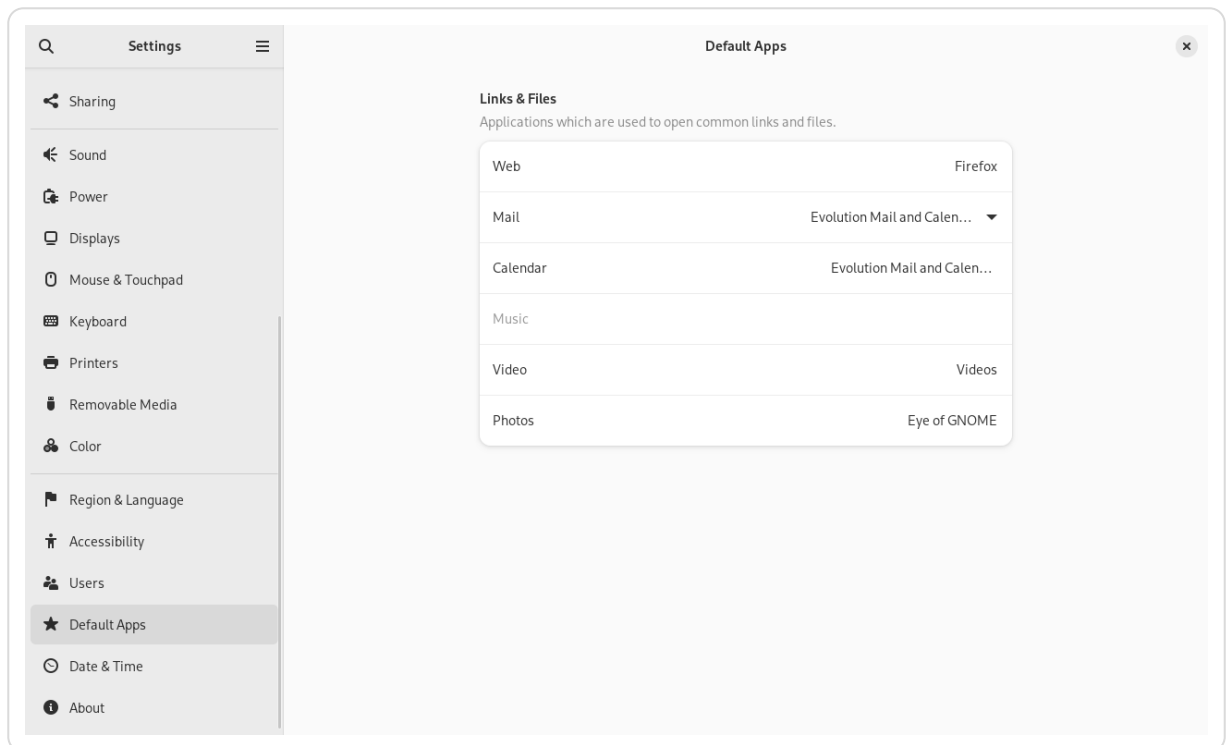 Settings
Default Apps
Sharing
Sound
Power
Displays
Mouse & Touchpad
Keyboard
Printers
Removable Media
Color
Region & Language
Accessibility
Users
Default Apps
Date & Time
About
Links & Files
Applications which are used to open common links and files.
Web Firefox
Mail Evolution Mail and Calen...
Calendar Evolution Mail and Calen...
Music
Video Videos
Photos Eye of GNOME